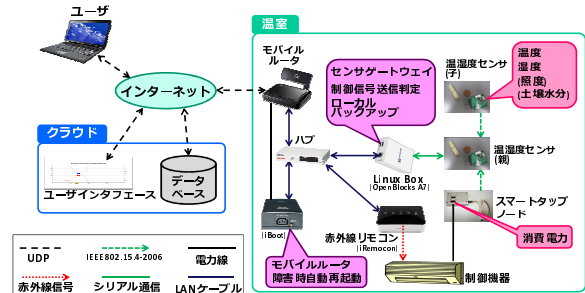 ユーザ
インターネット
クラウド
ユーザインタフェース
データ
ベース
温室
モバイル
ルータ
センサゲートウェイ
制御信号送信判定
ローカル
バックアップ
温湿度センサ
(子)
温度
湿度
(照度)
(土壌水分)
ハブ
Linux Box
(OpenBlocks A7)
温湿度センサ
(親)
スマートタップ
ノード
消費電力
(iBoot)
赤外線リモコン
(iRemocon)
モバイルルータ
障害時自動再起動
制御機器
UDP
IEEE802.15.4-2006
電力線
赤外線信号
シリアル通信
LANケーブル